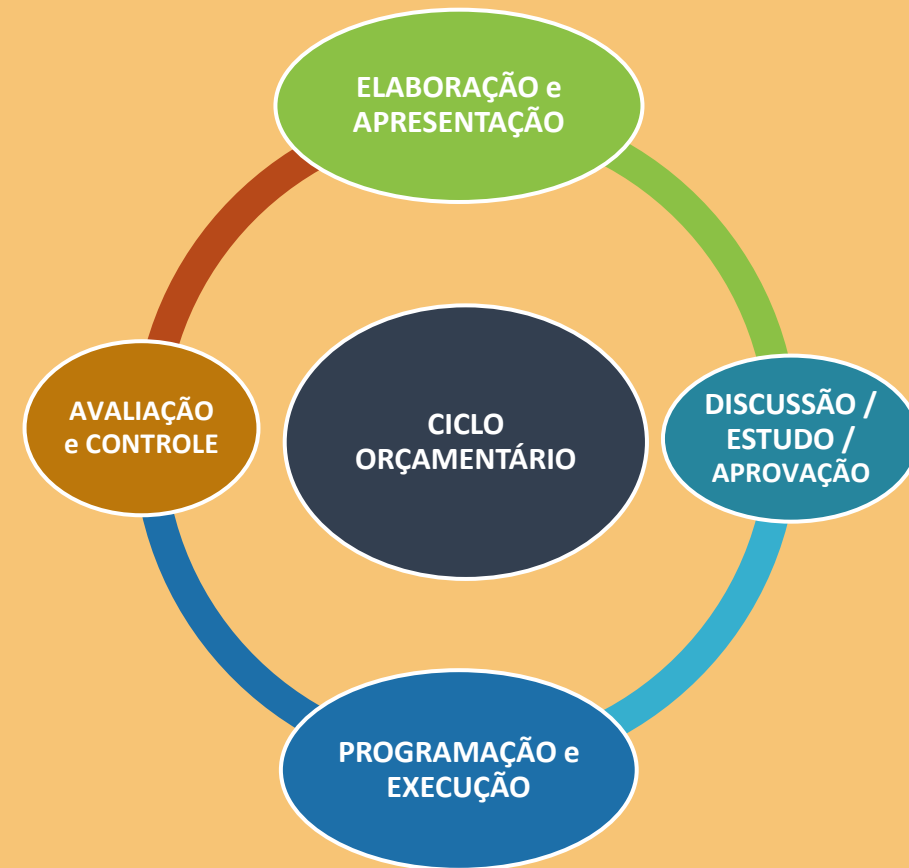 ELABORAÇÃO e
APRESENTAÇÃO
AVALIAÇÃO
e CONTROLE
CICLO
ORÇAMENTÁRIO
DISCUSSÃO /
ESTUDO /
APROVAÇÃO
PROGRAMAÇÃO e
EXECUÇÃO